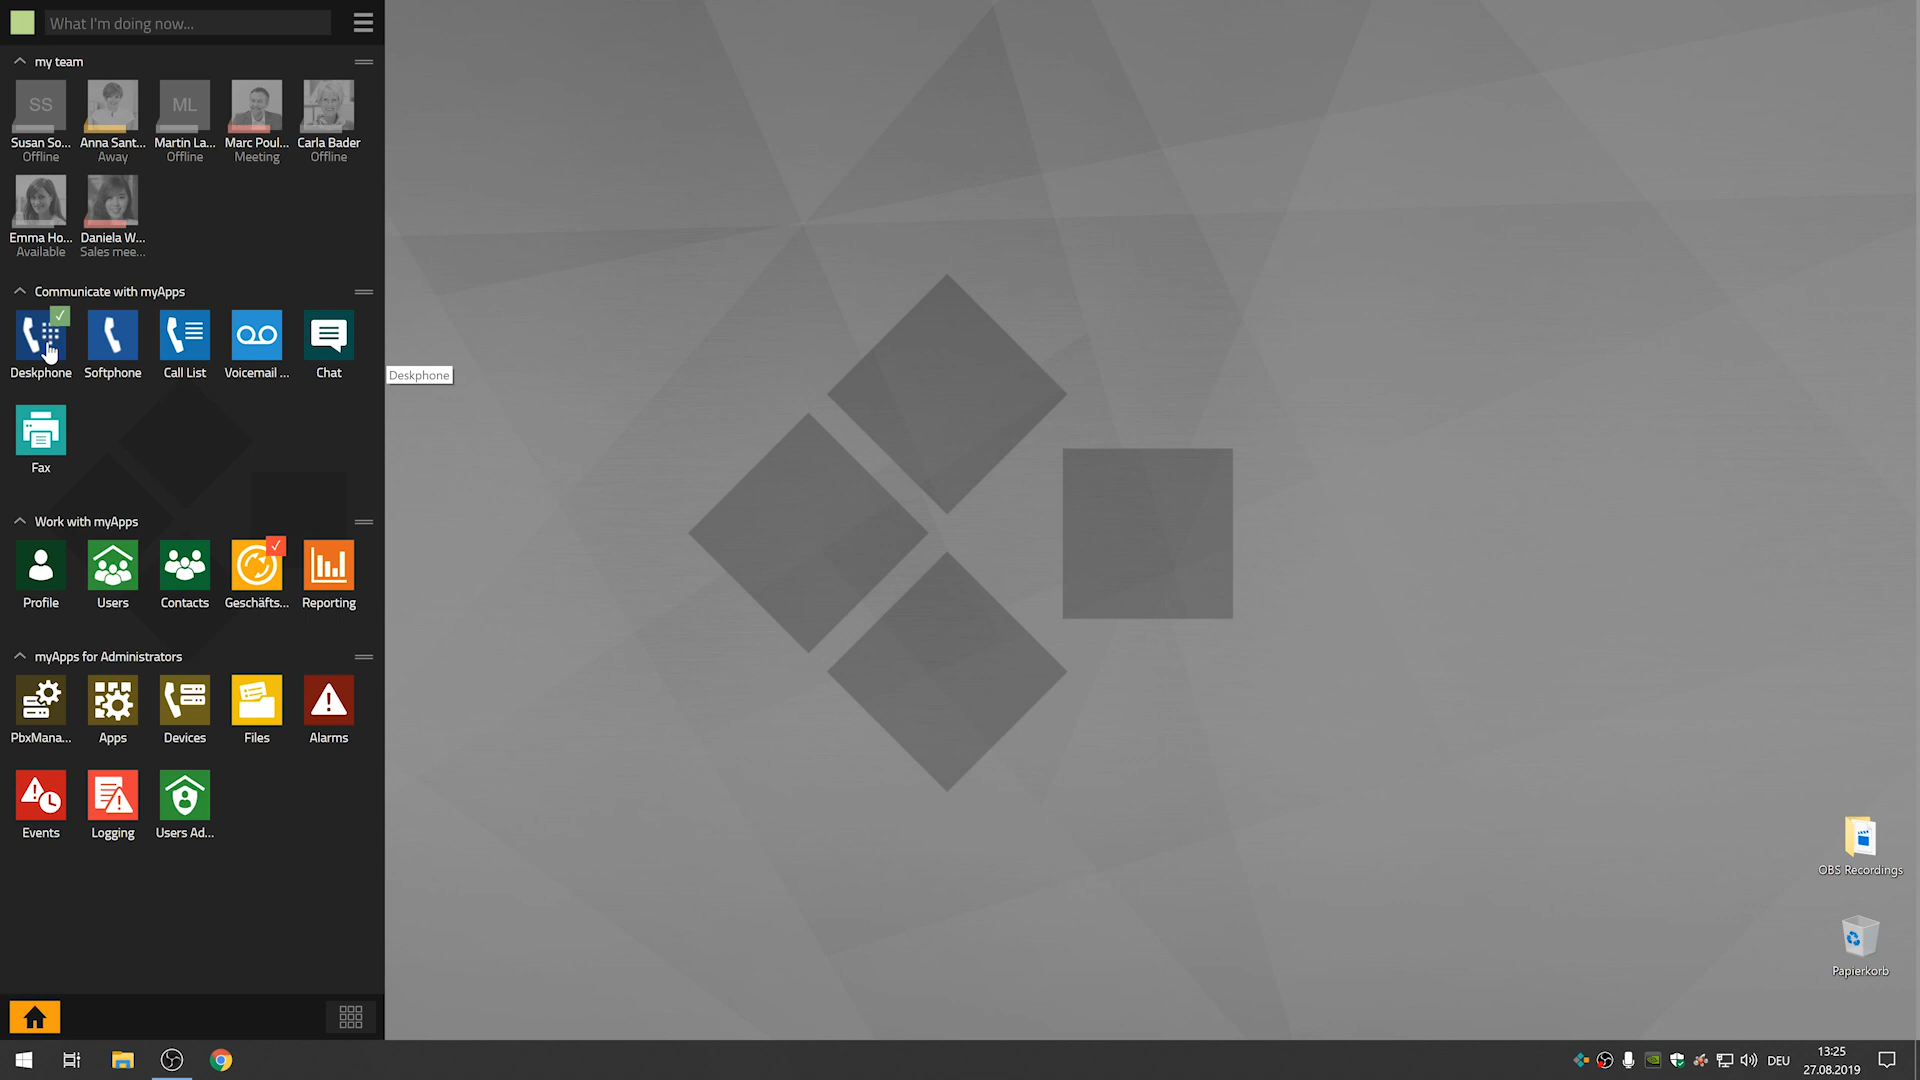 What I'm doing now...
my team
SS
ML
Susan So...
Anna Sant...
Martin La...
Marc Poul...
Carla Bader
Offline
Away
Offline
Meeting
Offline
Emma Ho...
Daniela W...
Available
Sales mee...
Communicate with myApps
Deskphone
Softphone
Call List
Voicemail ...
Chat
Deskphone
Fax
Work with myApps
Profile
Users
Contacts
Geschäfts...
Reporting
myApps for Administrators
PbxMana...
Apps
Devices
Files
Alarms
Events
Logging
Users Ad...
OBS Recordings
Papierkorb
DEU
13:25
27.08.2019